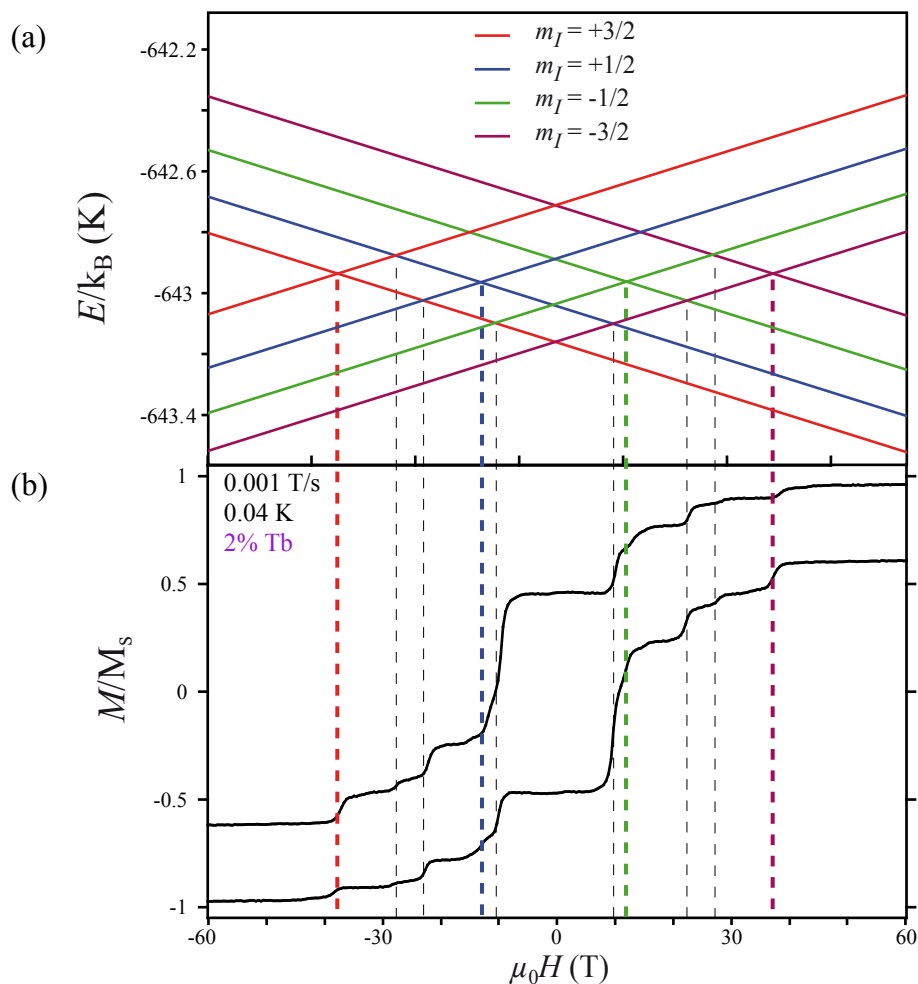 (a)
-642.2
-642.6
-643
-643.4
E/k_B (K)
m_I = +3/2
m_I = +1/2
m_I = -1/2
m_I = -3/2
(b)
0.001 T/s
0.04 K
2% Tb
1
0.5
0
-0.5
-1
M/M_s
-60 -30 0 30 60
μ₀H (T)